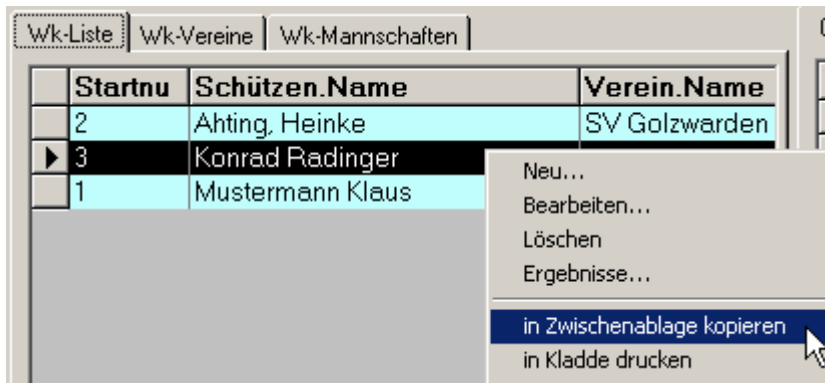 Wk-Liste Wk-Vereine Wk-Mannschaften
Startnu Schützen.Name Verein.Name
2 Ahting, Heinke SV Golzwarden
3 Konrad Radinger
1 Mustermann Klaus
Neu...
Bearbeiten...
Löschen
Ergebnisse...
in Zwischenablage kopieren
in Kladde drucken